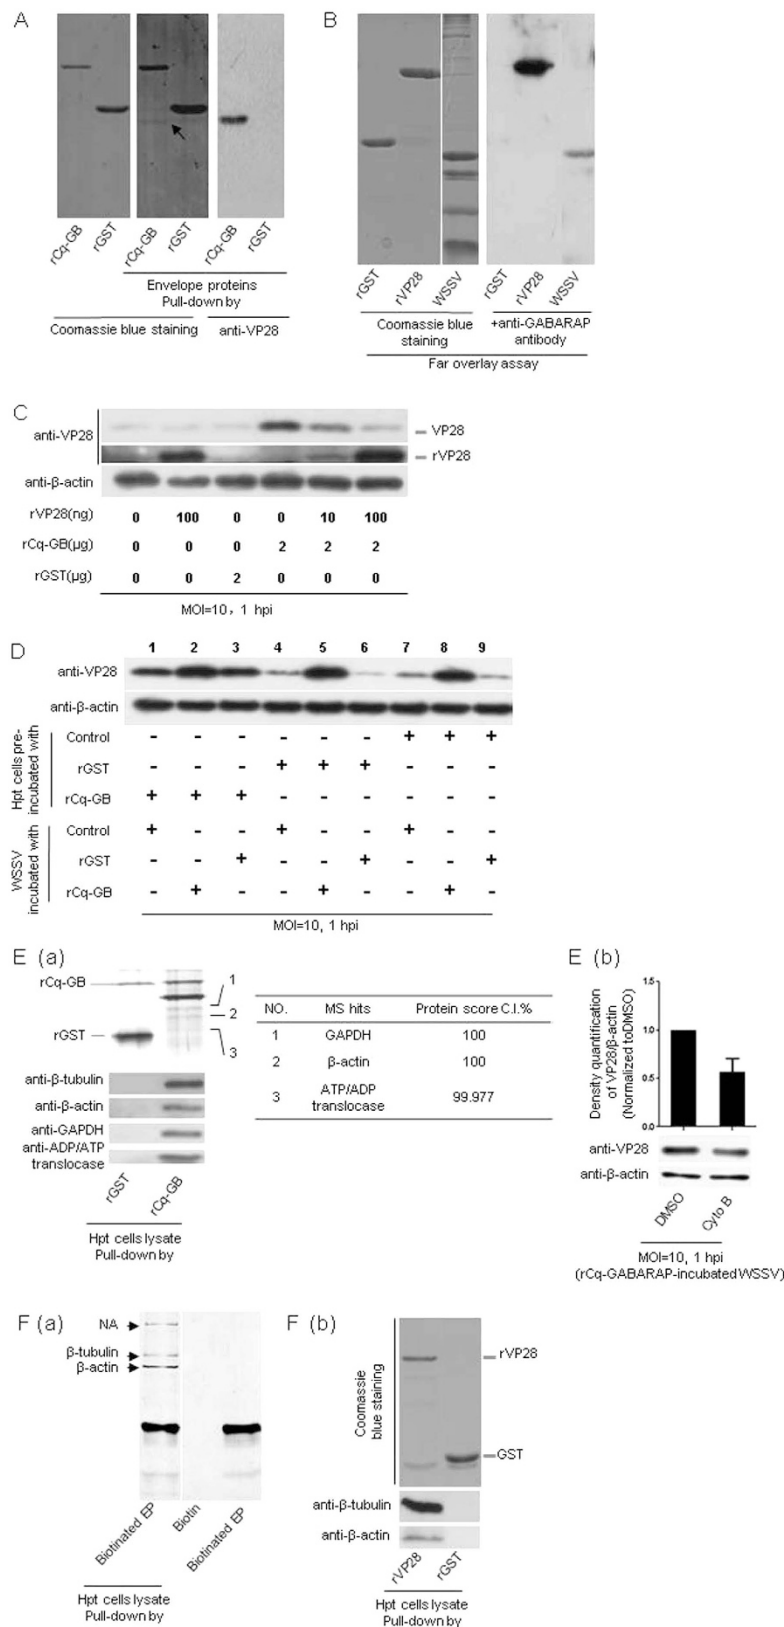 A
B
rCq-GB
rGST
rCq-GB
rGST
rCq-GB
rGST
Envelope proteins
Pull-down by
Coomassie blue staining
anti-VP28
rGST
rVP28
WSSV
rGST
rVP28
WSSV
Coomassie blue
staining
+anti-GABARAP
antibody
Far overlay assay
C
anti-VP28
VP28
rVP28
anti-β-actin
rVP28(ng) 0 100 0 0 10 100
rCq-GB(μg) 0 0 0 2 2 2
rGST(μg) 0 0 2 0 0 0
MOI=10, 1 hpi
D
1 2 3 4 5 6 7 8 9
anti-VP28
anti-β-actin
Hpt cells pre-
incubated with
Control - - - - - - + + +
rGST - - - + + + - - -
rCq-GB + + + - - - - - -
WSSV
incubated with
Control + - - + - - + - -
rGST - - + - - + - - +
rCq-GB - + - - + - - + -
MOI=10, 1 hpi
E (a)
rCq-GB
rGST
1
2
3
anti-β-tubulin
anti-β-actin
anti-GAPDH
anti-ADP/ATP
translocase
rGST
rCq-GB
Hpt cells lysate
Pull-down by
NO. MS hits Protein score C.I.%
1 GAPDH 100
2 β-actin 100
3 ATP/ADP translocase 99.977
E (b)
Density quantification
of VP28/β-actin
(Normalized toDMSO)
1.5
1.0
0.5
0.0
anti-VP28
anti-β-actin
DMSO
Cyto B
MOI=10, 1 hpi
(rCq-GABARAP-incubated WSSV)
F (a)
NA
β-tubulin
β-actin
Biotinated EP
Biotin
Biotinated EP
Hpt cells lysate
Pull-down by
F (b)
Coomassie
blue staining
rVP28
GST
anti-β-tubulin
anti-β-actin
rVP28
rGST
Hpt cells lysate
Pull-down by